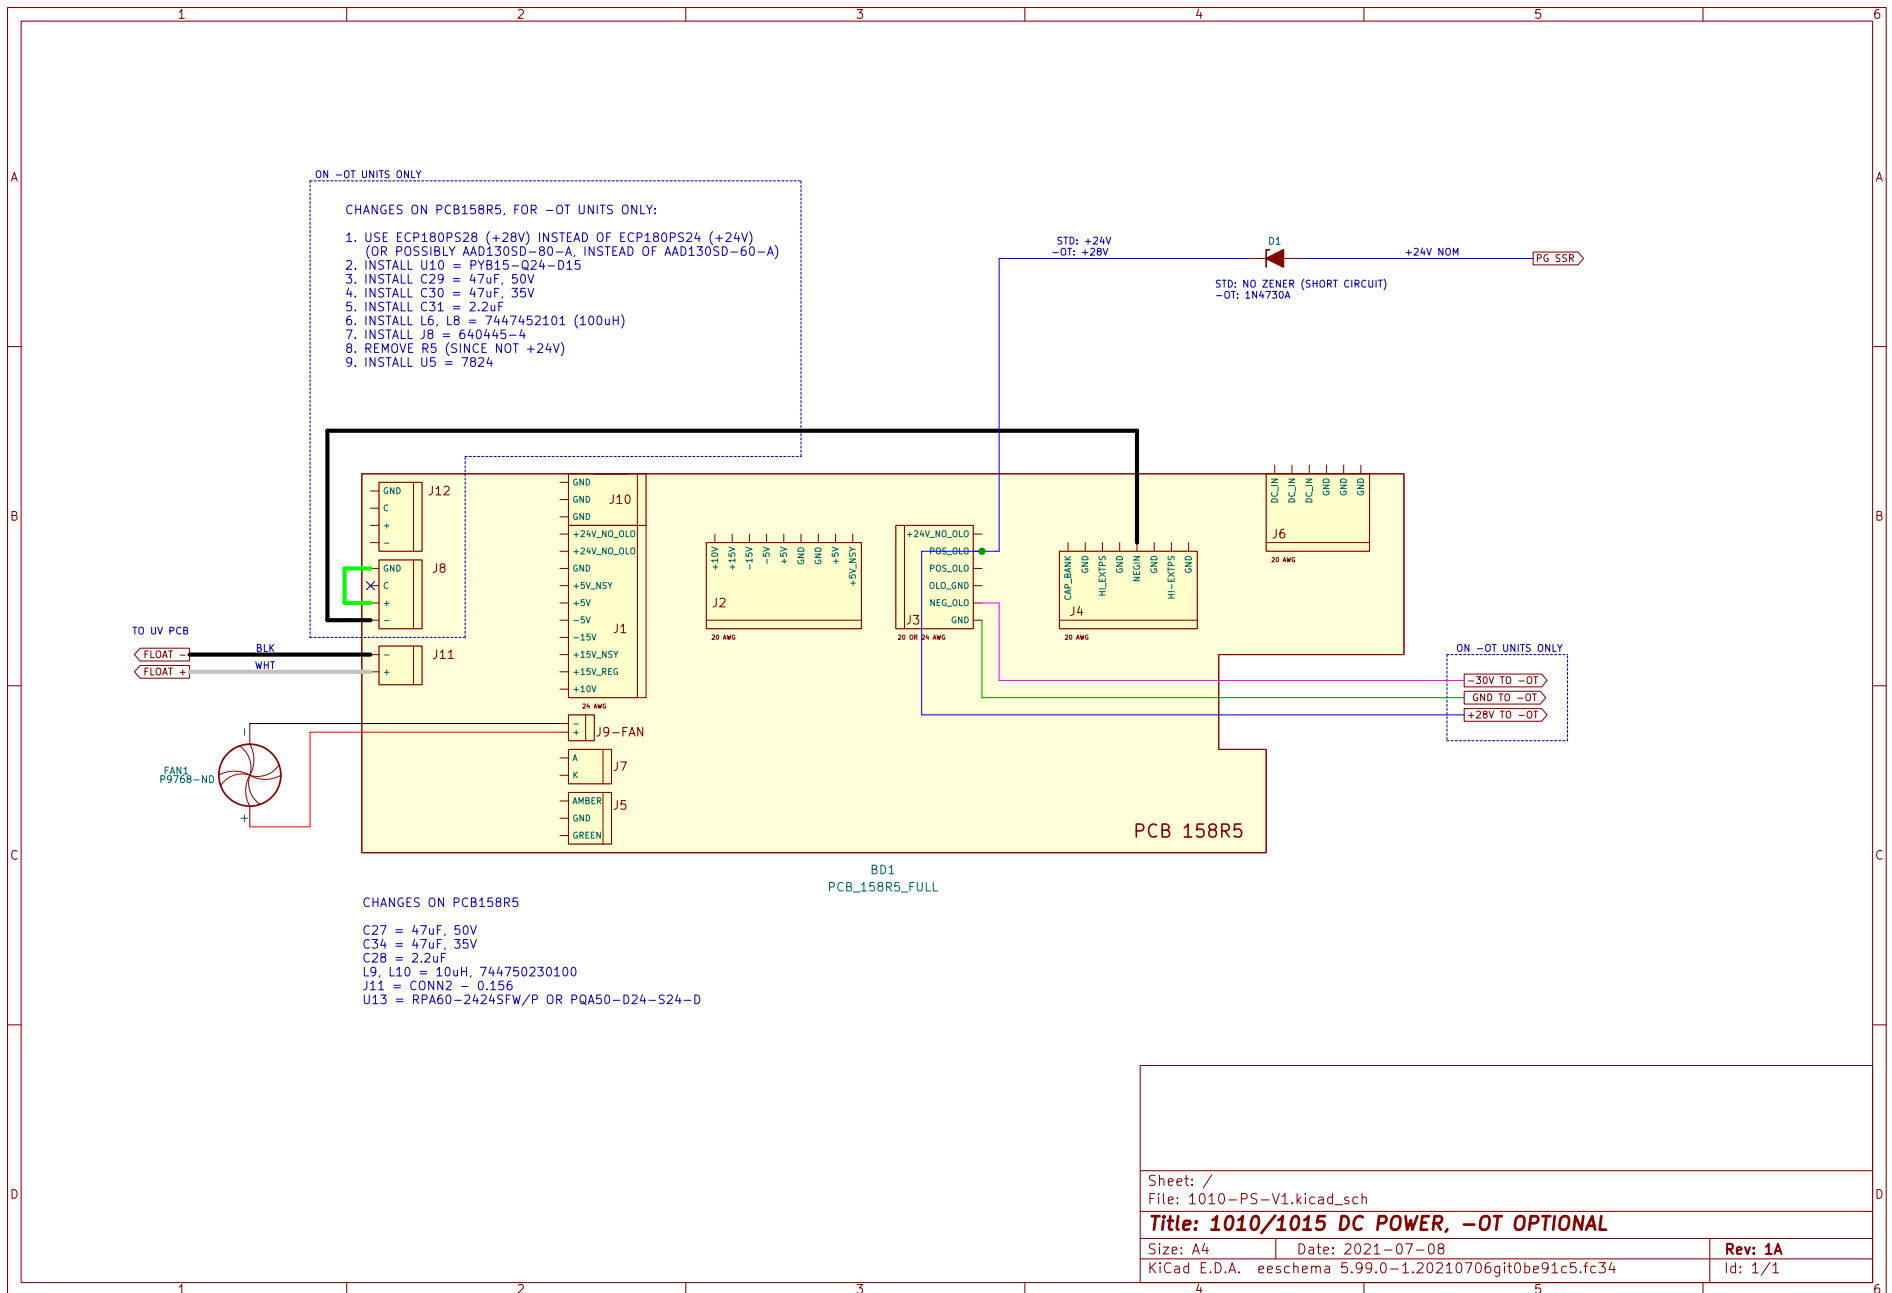 1 2 3 4 5 6
A
A
B
B
C
C
D
D
ON -OT UNITS ONLY
CHANGES ON PCB158R5, FOR -OT UNITS ONLY:
1. USE ECP180PS28 (+28V) INSTEAD OF ECP180PS24 (+24V)
(OR POSSIBLY AAD130SD-80-A, INSTEAD OF AAD130SD-60-A)
2. INSTALL U10 = PYB15-Q24-D15
3. INSTALL C29 = 47uF, 50V
4. INSTALL C30 = 47uF, 35V
5. INSTALL C31 = 2.2uF
6. INSTALL L6, L8 = 7447452101 (100uH)
7. INSTALL J8 = 640445-4
8. REMOVE R5 (SINCE NOT +24V)
9. INSTALL U5 = 7824
STD: +24V
-OT: +28V
D1
+24V NOM
PG SSR
STD: NO ZENER (SHORT CIRCUIT)
-OT: 1N4730A
J12
GND
C
+
-
J8
GND
C
+
-
J11
-
+
TO UV PCB
FLOAT -
BLK
FLOAT +
WHT
J10
GND
GND
GND
+24V_NO_OLO
+24V_NO_OLO
GND
+5V_NSY
+5V
-5V
J1
-15V
+15V_NSY
+15V_REG
+10V
24 AWG
-
+
J9-FAN
A
K
J7
AMBER
GND
GREEN
J5
-
FAN1
P9768-ND
+
+10V
+15V
-15V
-5V
+5V
GND
GND
+5V
+5V_NSY
J2
20 AWG
+24V_NO_OLO
POS_OLO
POS_OLO
OLO_GND
NEG_OLO
GND
J3
20 OR 24 AWG
CAP_BANK
GND
HI_EXTPS
GND
NEGIN
GND
HI-EXTPS
GND
J4
20 AWG
DC_IN
DC_IN
DC_IN
GND
GND
GND
J6
20 AWG
ON -OT UNITS ONLY
-30V TO -OT
GND TO -OT
+28V TO -OT
PCB 158R5
BD1
PCB_158R5_FULL
CHANGES ON PCB158R5
C27 = 47uF, 50V
C34 = 47uF, 35V
C28 = 2.2uF
L9, L10 = 10uH, 744750230100
J11 = CONN2 - 0.156
U13 = RPA60-2424SFW/P OR PQA50-D24-S24-D
Sheet: /
File: 1010-PS-V1.kicad_sch
Title: 1010/1015 DC POWER, -OT OPTIONAL
Size: A4 Date: 2021-07-08 Rev: 1A
KiCad E.D.A. eeschema 5.99.0-1.20210706git0be91c5.fc34 Id: 1/1
1 2 3 4 5 6